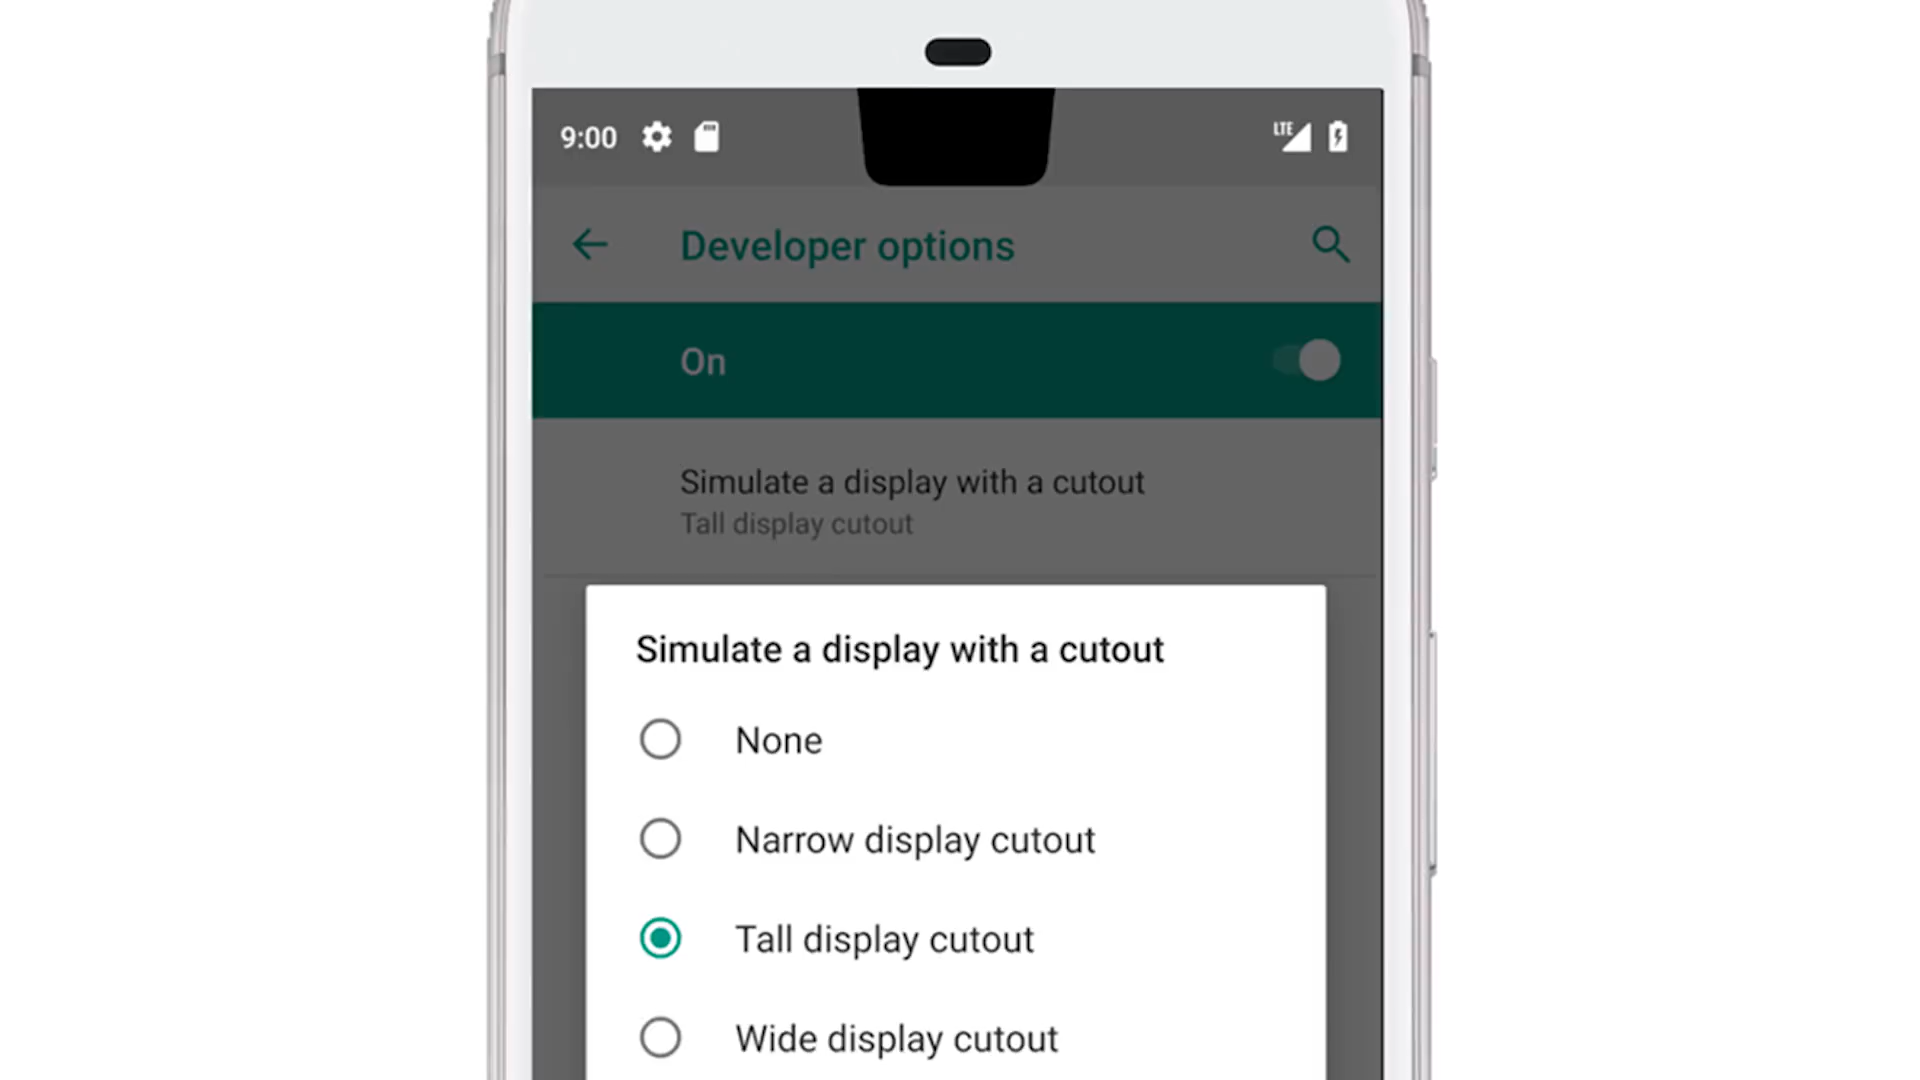 9:00
LTE
Developer options
On
Simulate a display with a cutout
Tall display cutout
Simulate a display with a cutout
None
Narrow display cutout
Tall display cutout
Wide display cutout